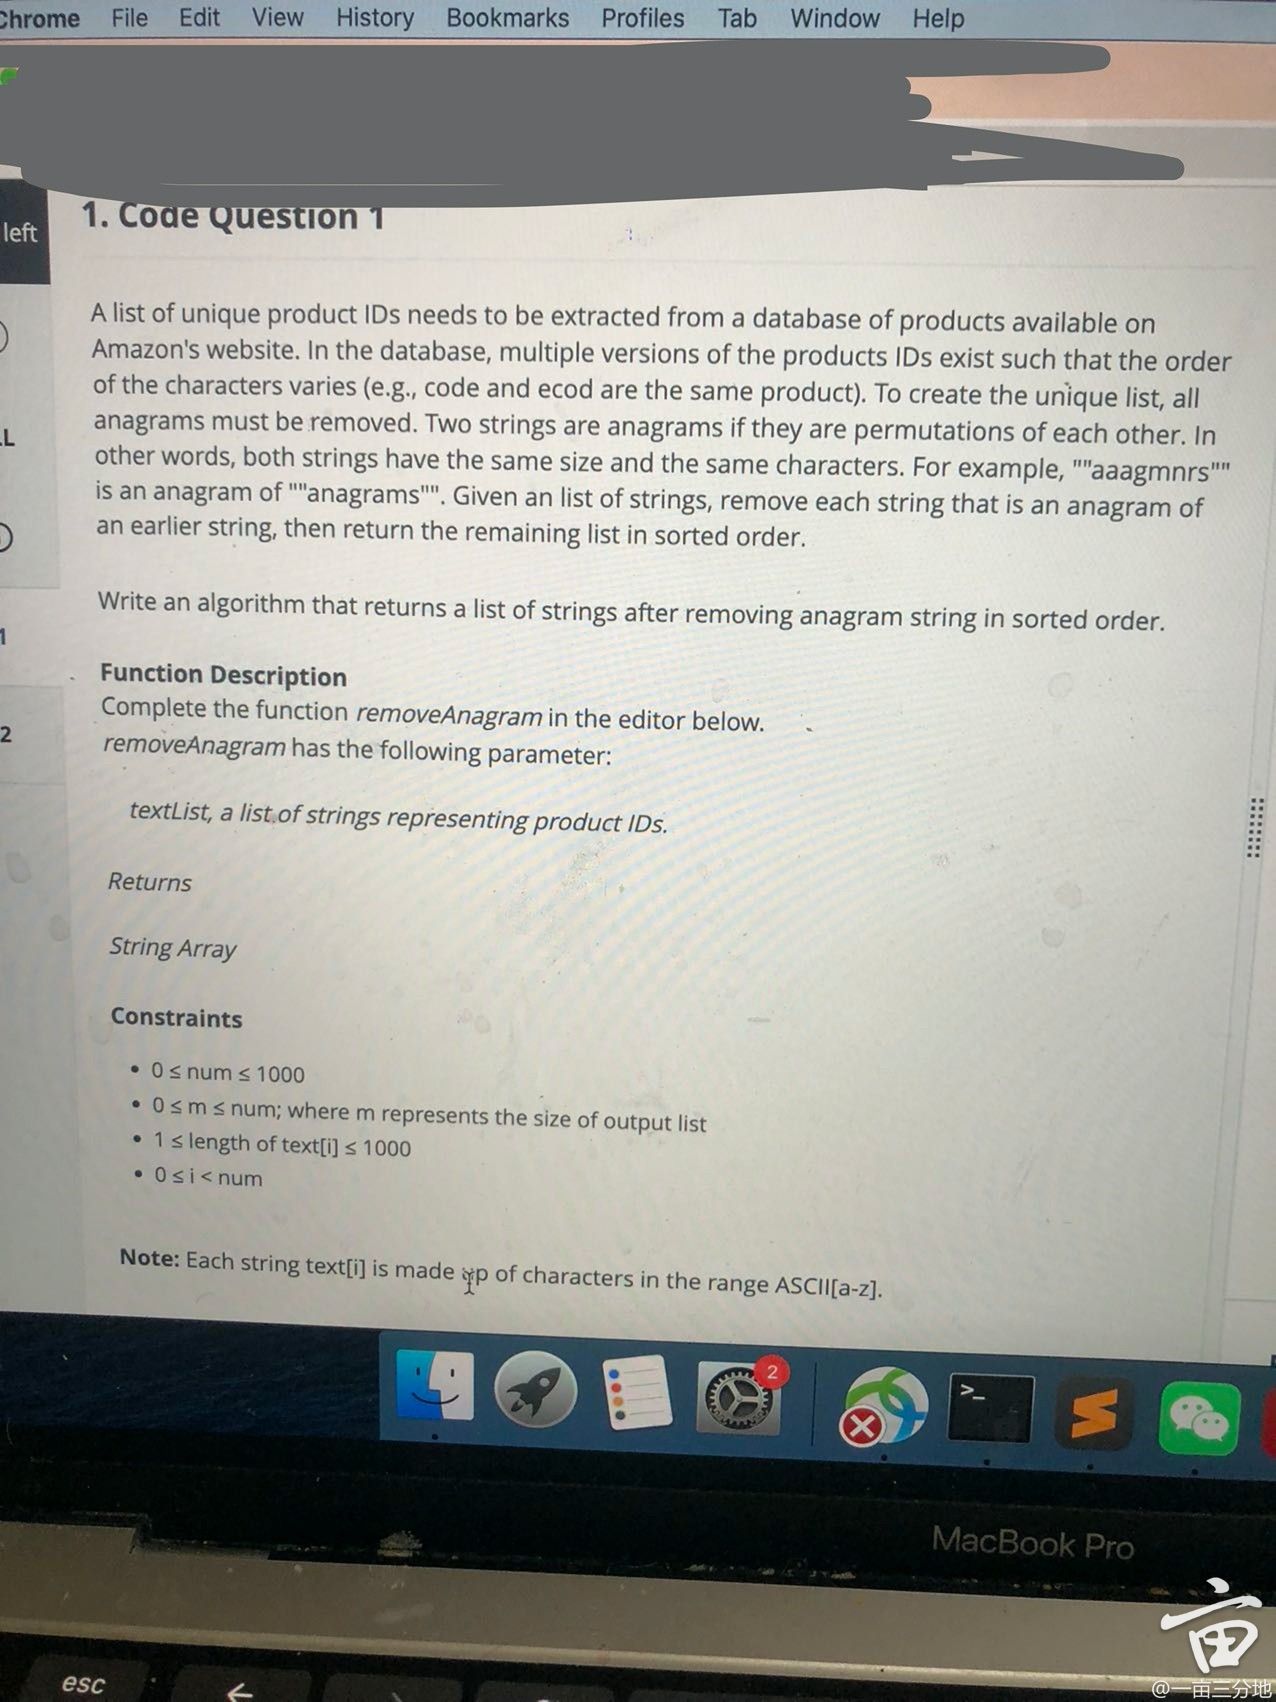 Chrome File Edit View History Bookmarks Profiles Tab Window Help
left
1. Code Question 1
A list of unique product IDs needs to be extracted from a database of products available on
Amazon's website. In the database, multiple versions of the products IDs exist such that the order
of the characters varies (e.g., code and ecod are the same product). To create the unique list, all
anagrams must be removed. Two strings are anagrams if they are permutations of each other. In
other words, both strings have the same size and the same characters. For example, ""aaagmnrs""
is an anagram of ""anagrams"". Given an list of strings, remove each string that is an anagram of
an earlier string, then return the remaining list in sorted order.
Write an algorithm that returns a list of strings after removing anagram string in sorted order.
Function Description
Complete the function removeAnagram in the editor below.
removeAnagram has the following parameter:
textList, a list of strings representing product IDs.
Returns
String Array
Constraints
• 0 ≤ num ≤ 1000
• 0 ≤ m ≤ num; where m represents the size of output list
• 1 ≤ length of text[i] ≤ 1000
• 0 ≤ i < num
Note: Each string text[i] is made up of characters in the range ASCII[a-z].
L
1
2
2
>_
MacBook Pro
esc
亩
@一亩三分地